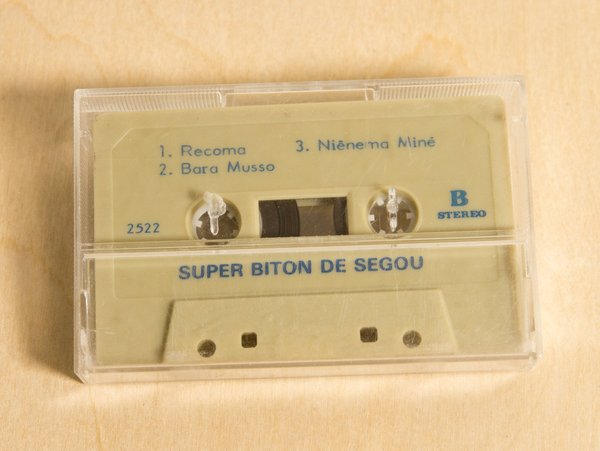 1. Recoma
2. Bara Musso
3. Niênema Miné
2522
B
STEREO
SUPER BITON DE SEGOU